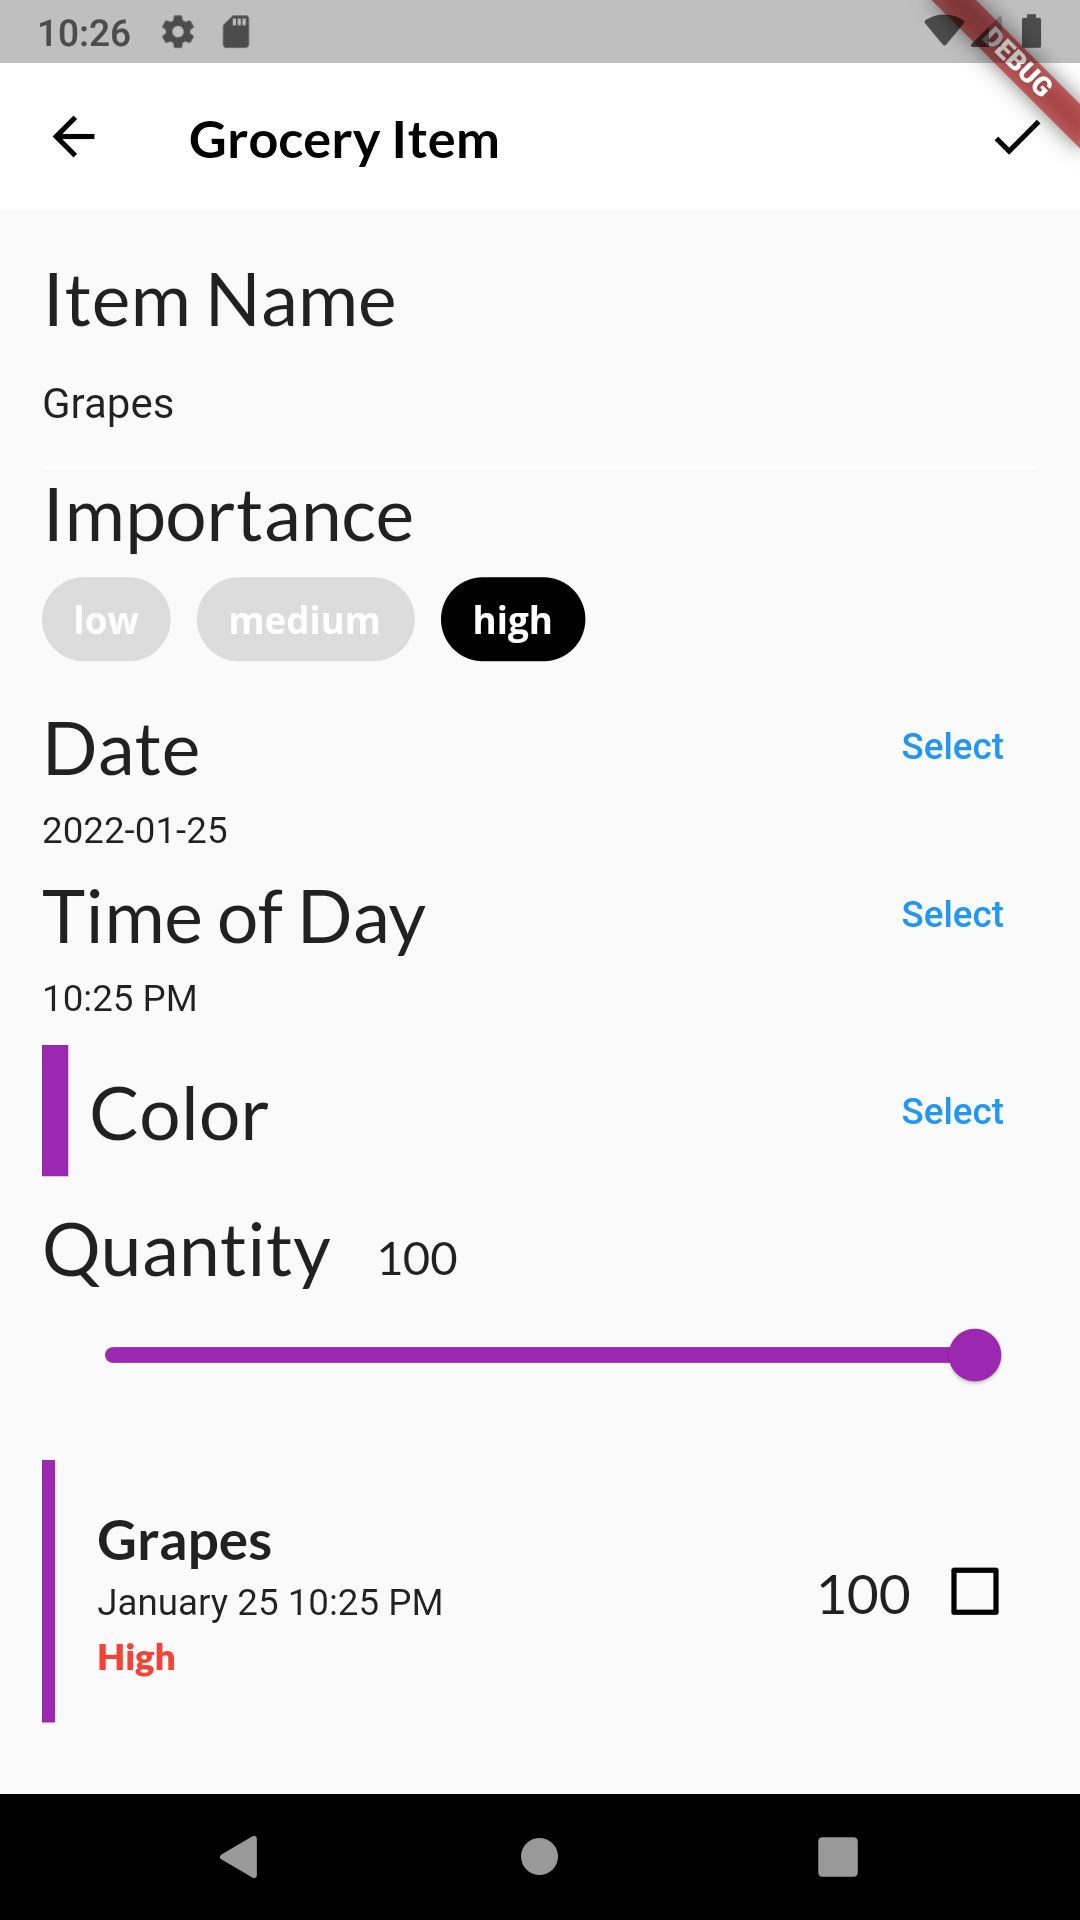 10:26
DEBUG
Grocery Item
Item Name
Grapes
Importance
low medium high
Date Select
2022-01-25
Time of Day Select
10:25 PM
Color Select
Quantity 100
Grapes
January 25 10:25 PM 100
High